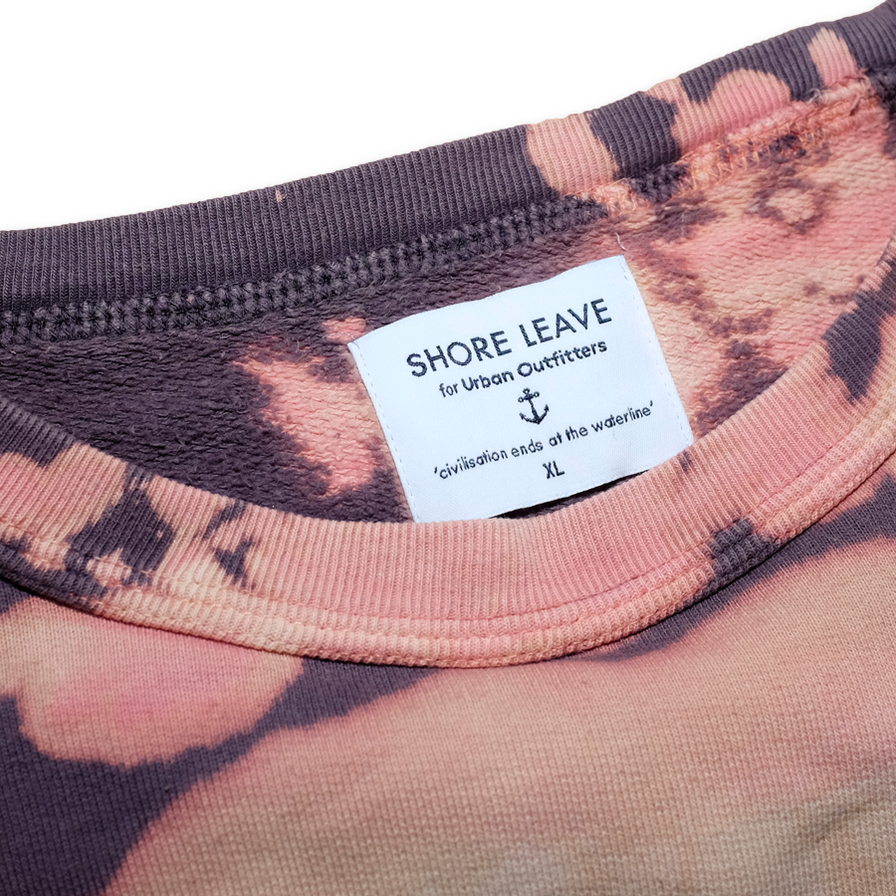 SHORE LEAVE
for Urban Outfitters
'civilisation ends at the waterline'
XL